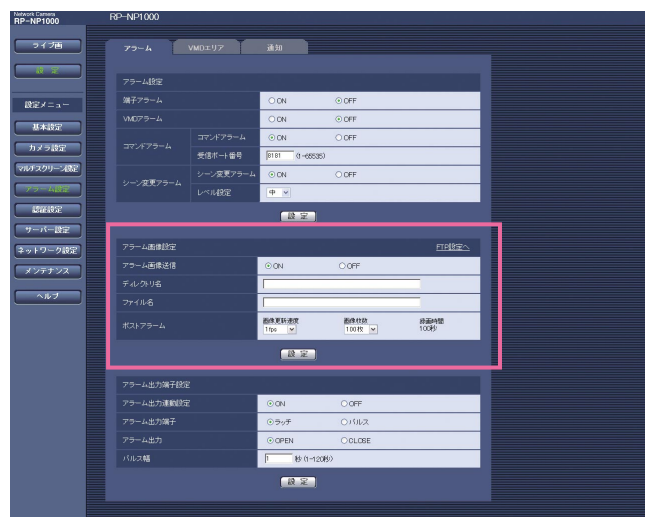 Network Camera
RP-NP1000
RP-NP1000
ライブ画
設 定
設定メニュー
基本設定
カメラ設定
マルチスクリーン設定
アラーム設定
認証設定
サーバー設定
ネットワーク設定
メンテナンス
ヘルプ
アラーム VMDエリア 通知
アラーム設定
端子アラーム ON OFF
VMDアラーム ON OFF
コマンドアラーム コマンドアラーム ON OFF
受信ポート番号 8181 (1-65535)
シーン変更アラーム シーン変更アラーム ON OFF
レベル設定 中
設 定
アラーム画像設定 FTP設定へ
アラーム画像送信 ON OFF
ディレクトリ名
ファイル名
ポストアラーム 画像更新速度 画像枚数 録画時間
1fps 100枚 100秒
設 定
アラーム出力端子設定
アラーム出力連動設定 ON OFF
アラーム出力端子 ラッチ パルス
アラーム出力 OPEN CLOSE
パルス幅 1 秒 (1-120秒)
設 定